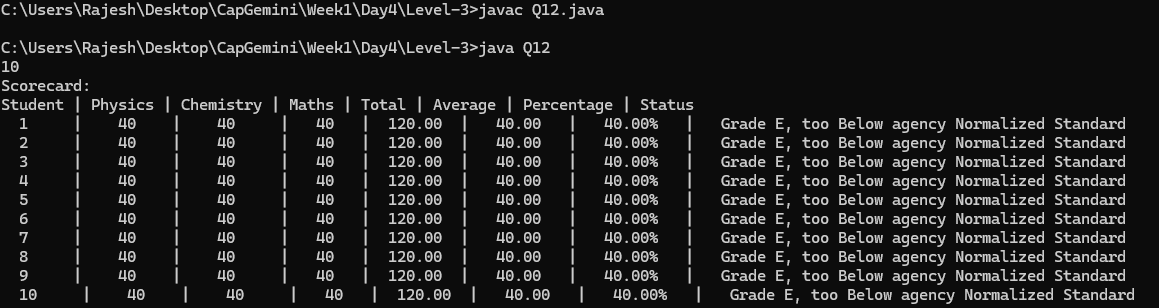 C:\Users\Rajesh\Desktop\CapGemini\Week1\Day4\Level-3>javac Q12.java
C:\Users\Rajesh\Desktop\CapGemini\Week1\Day4\Level-3>java Q12
10
Scorecard:
Student | Physics | Chemistry | Maths | Total | Average | Percentage | Status
  1     |    40   |    40     |   40  |  120.00  |   40.00   |   40.00%   |   Grade E, too Below agency Normalized Standard
  2     |    40   |    40     |   40  |  120.00  |   40.00   |   40.00%   |   Grade E, too Below agency Normalized Standard
  3     |    40   |    40     |   40  |  120.00  |   40.00   |   40.00%   |   Grade E, too Below agency Normalized Standard
  4     |    40   |    40     |   40  |  120.00  |   40.00   |   40.00%   |   Grade E, too Below agency Normalized Standard
  5     |    40   |    40     |   40  |  120.00  |   40.00   |   40.00%   |   Grade E, too Below agency Normalized Standard
  6     |    40   |    40     |   40  |  120.00  |   40.00   |   40.00%   |   Grade E, too Below agency Normalized Standard
  7     |    40   |    40     |   40  |  120.00  |   40.00   |   40.00%   |   Grade E, too Below agency Normalized Standard
  8     |    40   |    40     |   40  |  120.00  |   40.00   |   40.00%   |   Grade E, too Below agency Normalized Standard
  9     |    40   |    40     |   40  |  120.00  |   40.00   |   40.00%   |   Grade E, too Below agency Normalized Standard
  10     |    40   |    40     |   40  |  120.00  |   40.00   |   40.00%   |   Grade E, too Below agency Normalized Standard